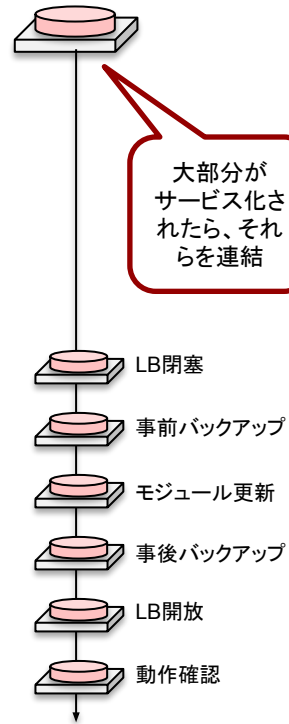 大部分が
サービス化さ
れたら、それ
らを連結
LB閉塞
事前バックアップ
モジュール更新
事後バックアップ
LB開放
動作確認